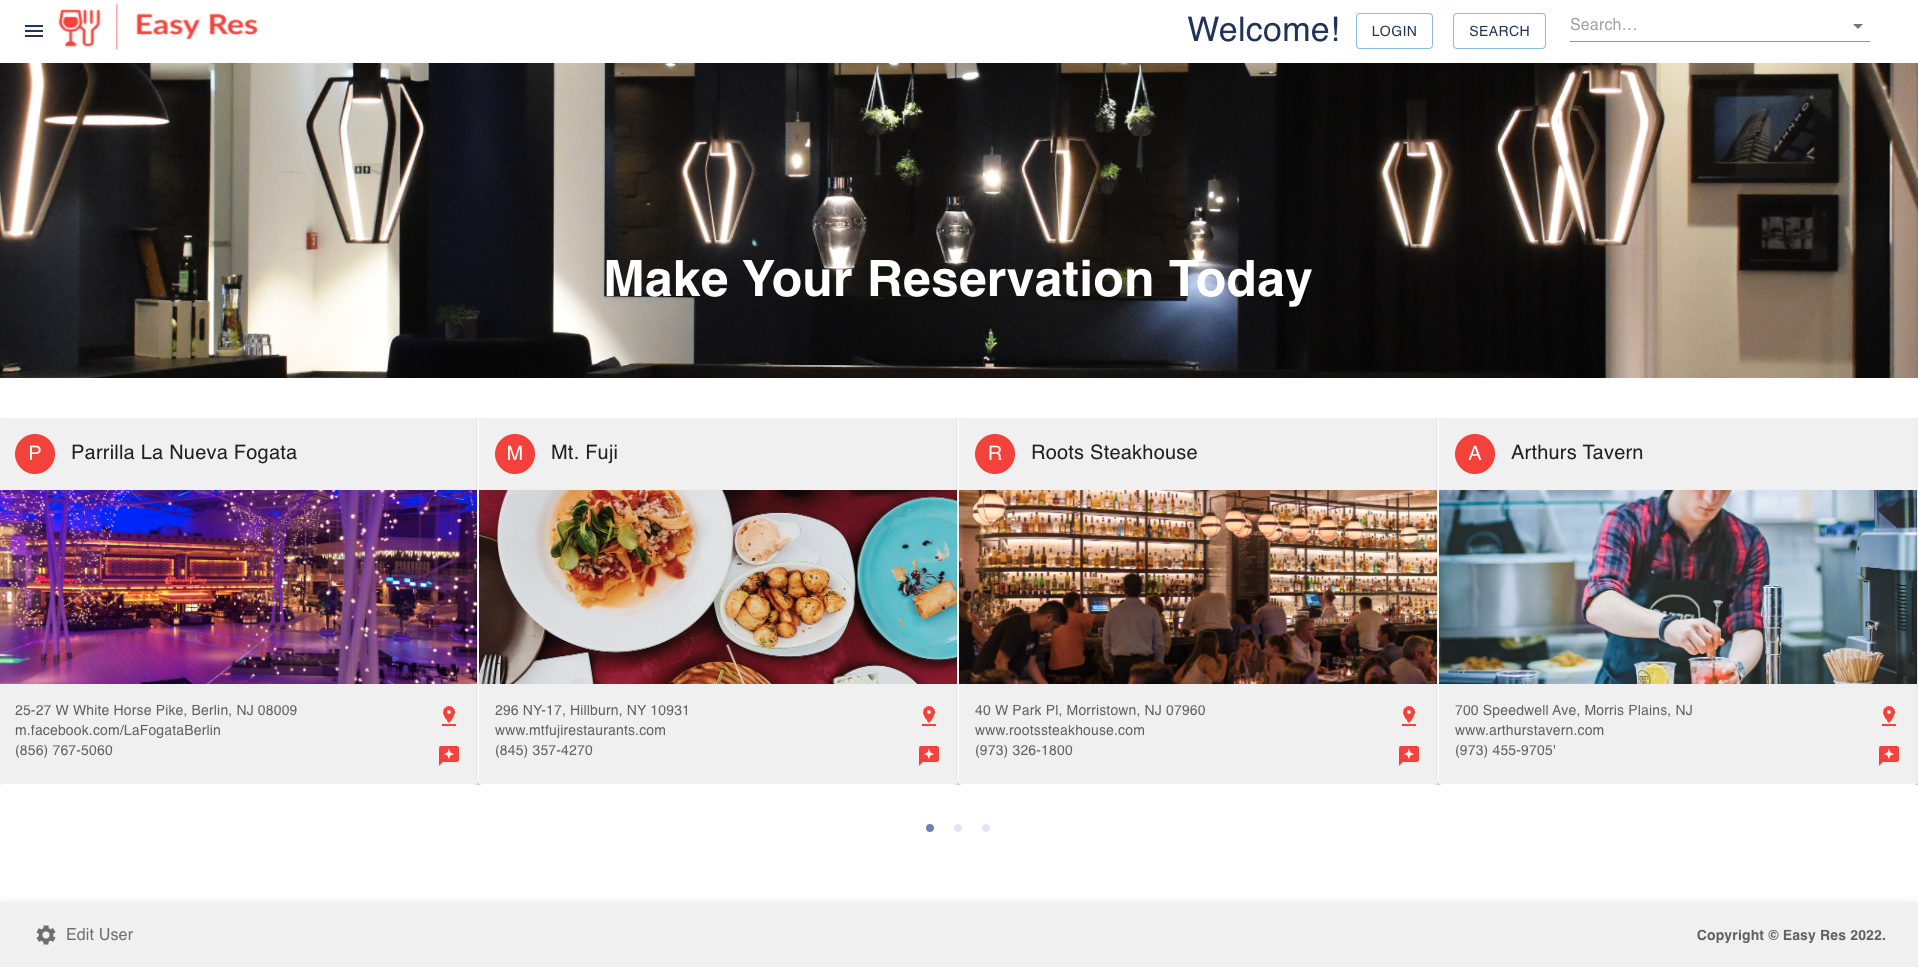 Easy Res
Welcome!
LOGIN
SEARCH
Search...
Make Your Reservation Today
P
Parrilla La Nueva Fogata
M
Mt. Fuji
R
Roots Steakhouse
A
Arthurs Tavern
25-27 W White Horse Pike, Berlin, NJ 08009
m.facebook.com/LaFogataBerlin
(856) 767-5060
296 NY-17, Hillburn, NY 10931
www.mtfujirestaurants.com
(845) 357-4270
40 W Park Pl, Morristown, NJ 07960
www.rootssteakhouse.com
(973) 326-1800
700 Speedwell Ave, Morris Plains, NJ
www.arthurstavern.com
(973) 455-9705'
Edit User
Copyright © Easy Res 2022.